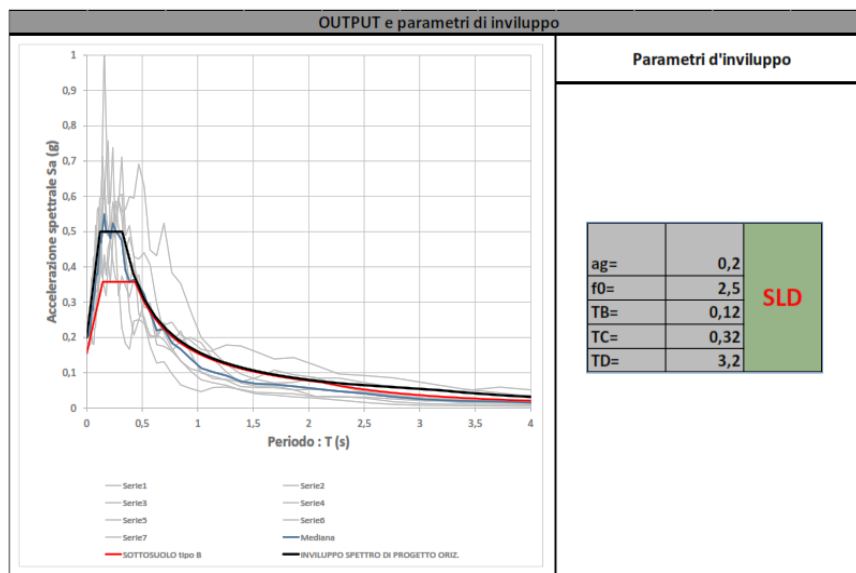 OUTPUT e parametri di inviluppo
Parametri d'inviluppo
Accelerazione spettrale Sa (g)
1
0,9
0,8
0,7
0,6
0,5
0,4
0,3
0,2
0,1
0
0 0,5 1 1,5 2 2,5 3 3,5 4
Periodo : T (s)
Serie1 Serie2
Serie3 Serie4
Serie5 Serie6
Serie7 Mediana
SOTTOSUOLO tipo B INVILUPPO SPETTRO DI PROGETTO ORIZ.
ag= 0,2
f0= 2,5
TB= 0,12
TC= 0,32
TD= 3,2
SLD